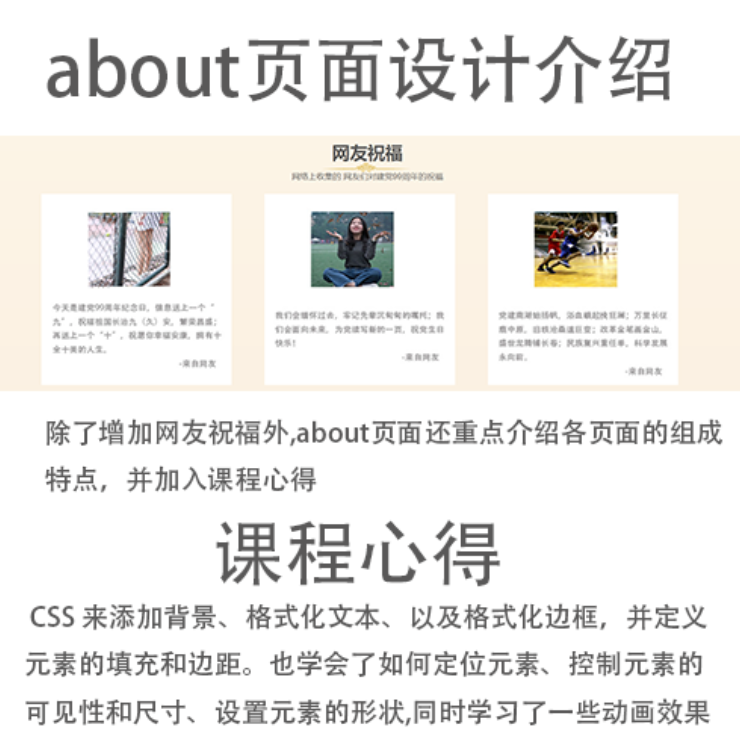 about页面设计介绍
网友祝福
网络上收集的 网友们对建党99周年的祝福
今天是建党99周年纪念日，信息送上一个“
九”，祝福祖国长治九（久）安，繁荣昌盛；
再送上一个“十”，祝愿你幸福安康，拥有十
全十美的人生。
-来自网友
我们会缅怀过去，牢记先辈沉甸甸的嘱托；我
们会面向未来，为党续写新的一页。祝党生日
快乐！
-来自网友
党建南湖始扬帆，浴血崛起挽狂澜；万里长征
燕中原，旧核沧桑逐巨变；改革金笔画金山，
盛世龙腾铺长卷；民族复兴重任肩，科学发展
永向前。
-来自网友
除了增加网友祝福外,about页面还重点介绍各页面的组成
特点，并加入课程心得
课程心得
CSS 来添加背景、格式化文本、以及格式化边框，并定义
元素的填充和边距。也学会了如何定位元素、控制元素的
可见性和尺寸、设置元素的形状,同时学习了一些动画效果